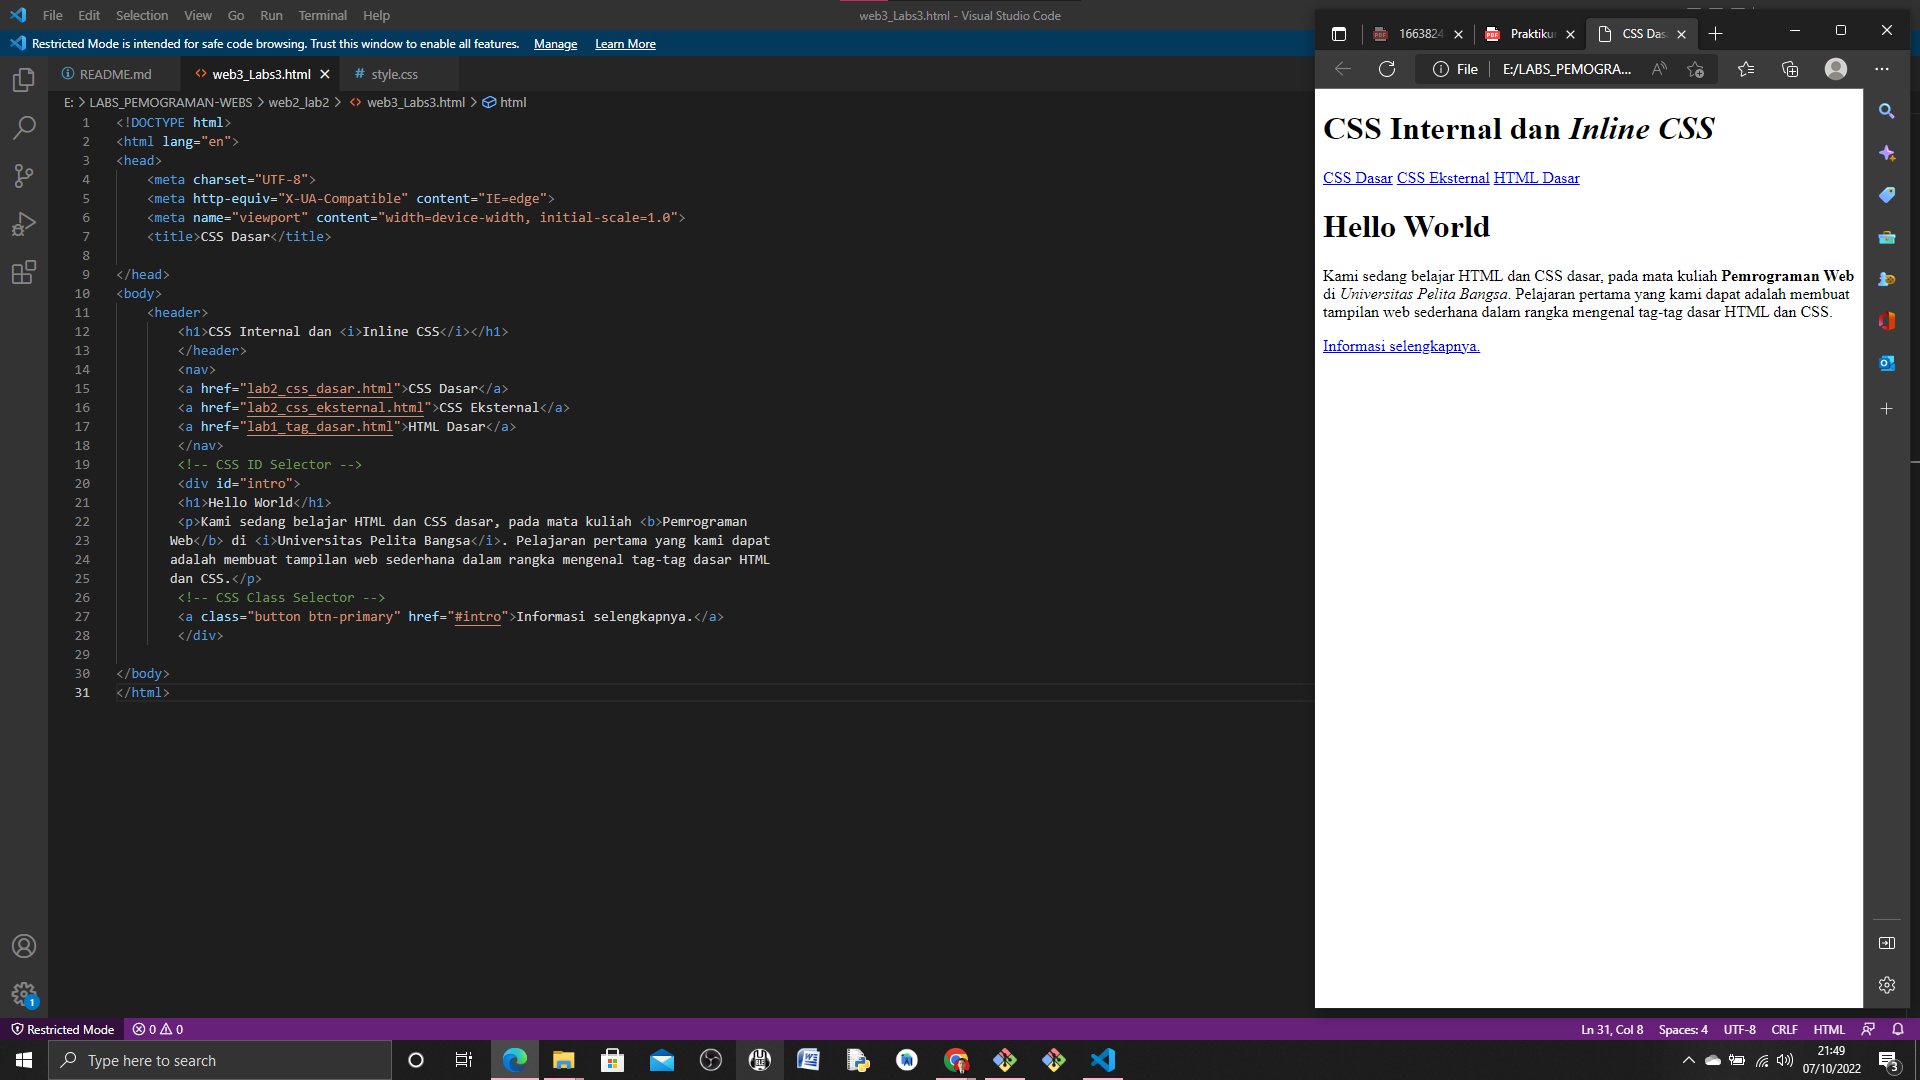 File Edit Selection View Go Run Terminal Help
web3_Labs3.html - Visual Studio Code
Restricted Mode is intended for safe code browsing. Trust this window to enable all features. Manage Learn More
README.md web3_Labs3.html style.css
E: > LABS_PEMOGRAMAN-WEBS > web2_lab2 > web3_Labs3.html > html
1 <!DOCTYPE html>
2 <html lang="en">
3 <head>
4 <meta charset="UTF-8">
5 <meta http-equiv="X-UA-Compatible" content="IE=edge">
6 <meta name="viewport" content="width=device-width, initial-scale=1.0">
7 <title>CSS Dasar</title>
8
9 </head>
10 <body>
11 <header>
12 <h1>CSS Internal dan <i>Inline CSS</i></h1>
13 </header>
14 <nav>
15 <a href="lab2_css_dasar.html">CSS Dasar</a>
16 <a href="lab2_css_eksternal.html">CSS Eksternal</a>
17 <a href="lab1_tag_dasar.html">HTML Dasar</a>
18 </nav>
19 <!-- CSS ID Selector -->
20 <div id="intro">
21 <h1>Hello World</h1>
22 <p>Kami sedang belajar HTML dan CSS dasar, pada mata kuliah <b>Pemrograman
23 Web</b> di <i>Universitas Pelita Bangsa</i>. Pelajaran pertama yang kami dapat
24 adalah membuat tampilan web sederhana dalam rangka mengenal tag-tag dasar HTML
25 dan CSS.</p>
26 <!-- CSS Class Selector -->
27 <a class="button btn-primary" href="#intro">Informasi selengkapnya.</a>
28 </div>
29
30 </body>
31 </html>
1663824 Praktikur CSS Das
File E:/LABS_PEMOGRA...
CSS Internal dan Inline CSS
CSS Dasar CSS Eksternal HTML Dasar
Hello World
Kami sedang belajar HTML dan CSS dasar, pada mata kuliah Pemrograman Web
di Universitas Pelita Bangsa. Pelajaran pertama yang kami dapat adalah membuat
tampilan web sederhana dalam rangka mengenal tag-tag dasar HTML dan CSS.
Informasi selengkapnya.
1
Restricted Mode 0 0
Ln 31, Col 8 Spaces: 4 UTF-8 CRLF HTML
Type here to search
21:49
07/10/2022
3